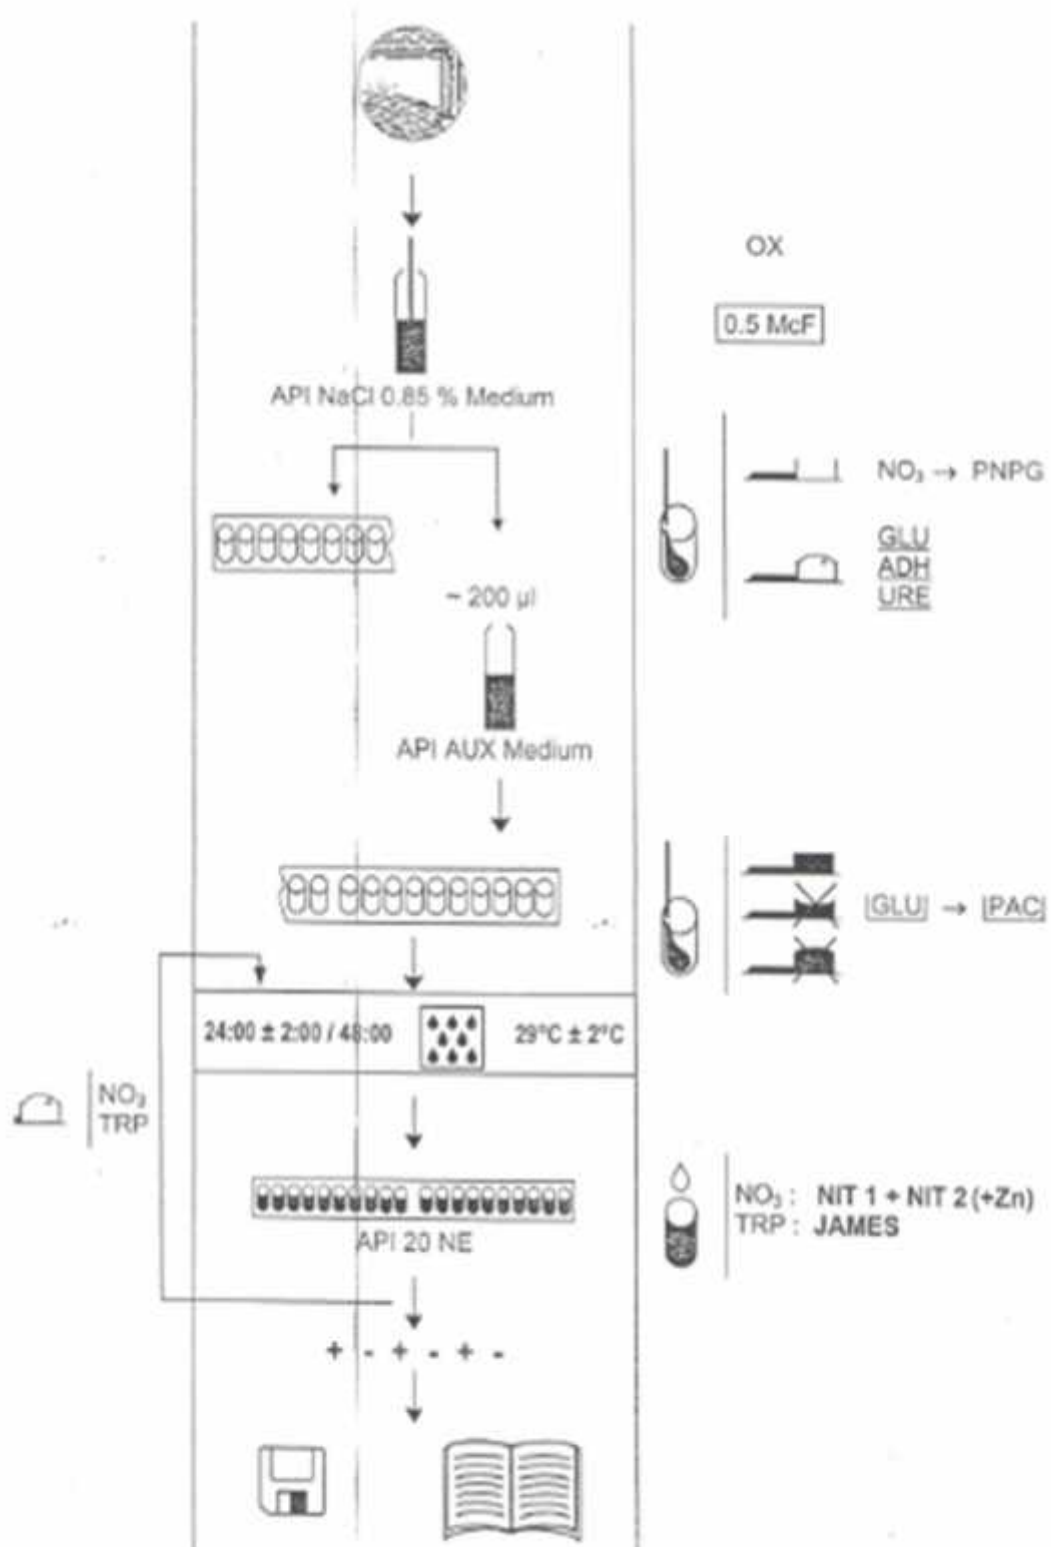 OX
0.5 McF
API NaCl 0.85 % Medium
NO₃ → PNPG
GLU
ADH
URE
~ 200 µl
API AUX Medium
|GLU| → |PAC|
24:00 ± 2:00 / 48:00
29°C ± 2°C
NO₃
TRP
NO₃ : NIT 1 + NIT 2 (+Zn)
TRP : JAMES
API 20 NE
+ - + - + -